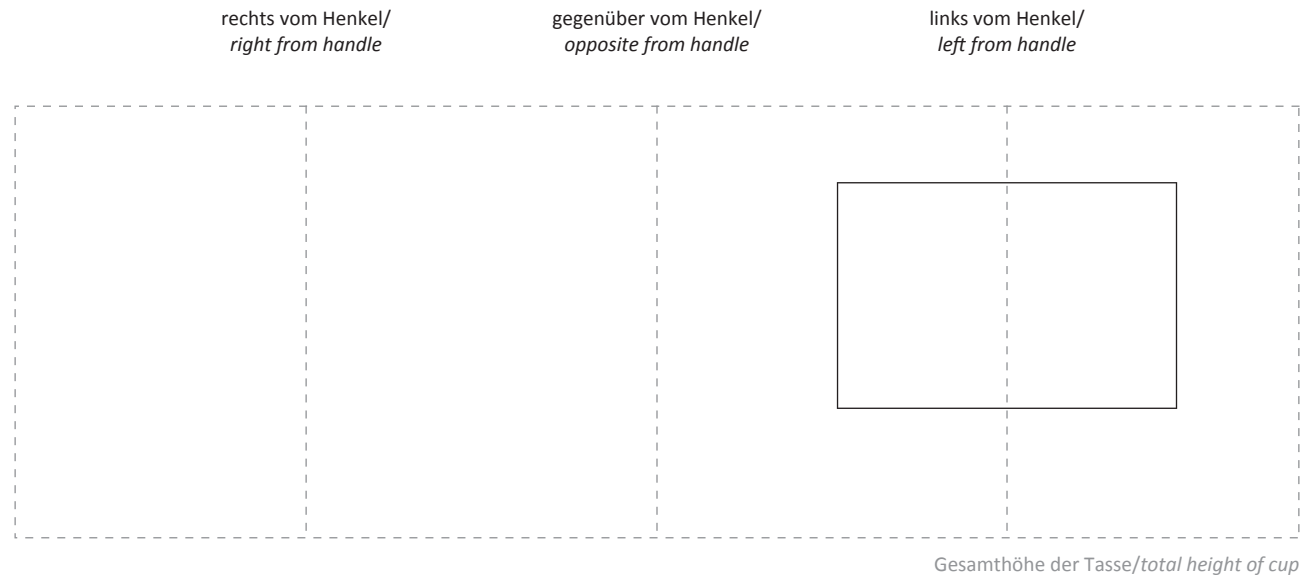 rechts vom Henkel/
right from handle
gegenüber vom Henkel/
opposite from handle
links vom Henkel/
left from handle
Gesamthöhe der Tasse/total height of cup